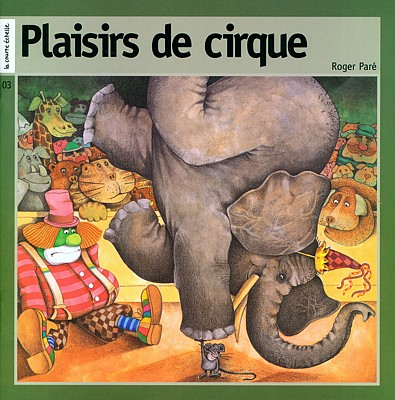 Plaisirs de cirque
Roger Paré
la courte échelle
03